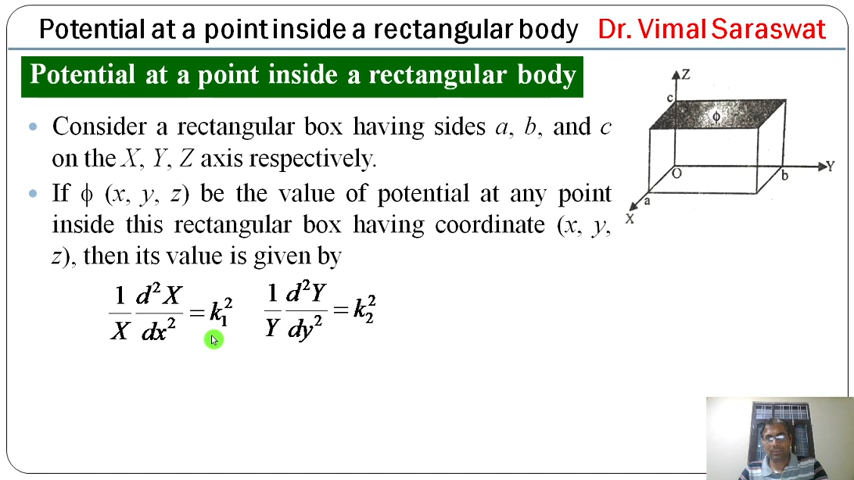 Potential at a point inside a rectangular body Dr. Vimal Saraswat
Potential at a point inside a rectangular body
• Consider a rectangular box having sides a, b, and c
on the X, Y, Z axis respectively.
• If ϕ (x, y, z) be the value of potential at any point
inside this rectangular box having coordinate (x, y,
z), then its value is given by
1/X d²X/dx² = k₁² 1/Y d²Y/dy² = k₂²
Z
c
ϕ
O
b
Y
a
X